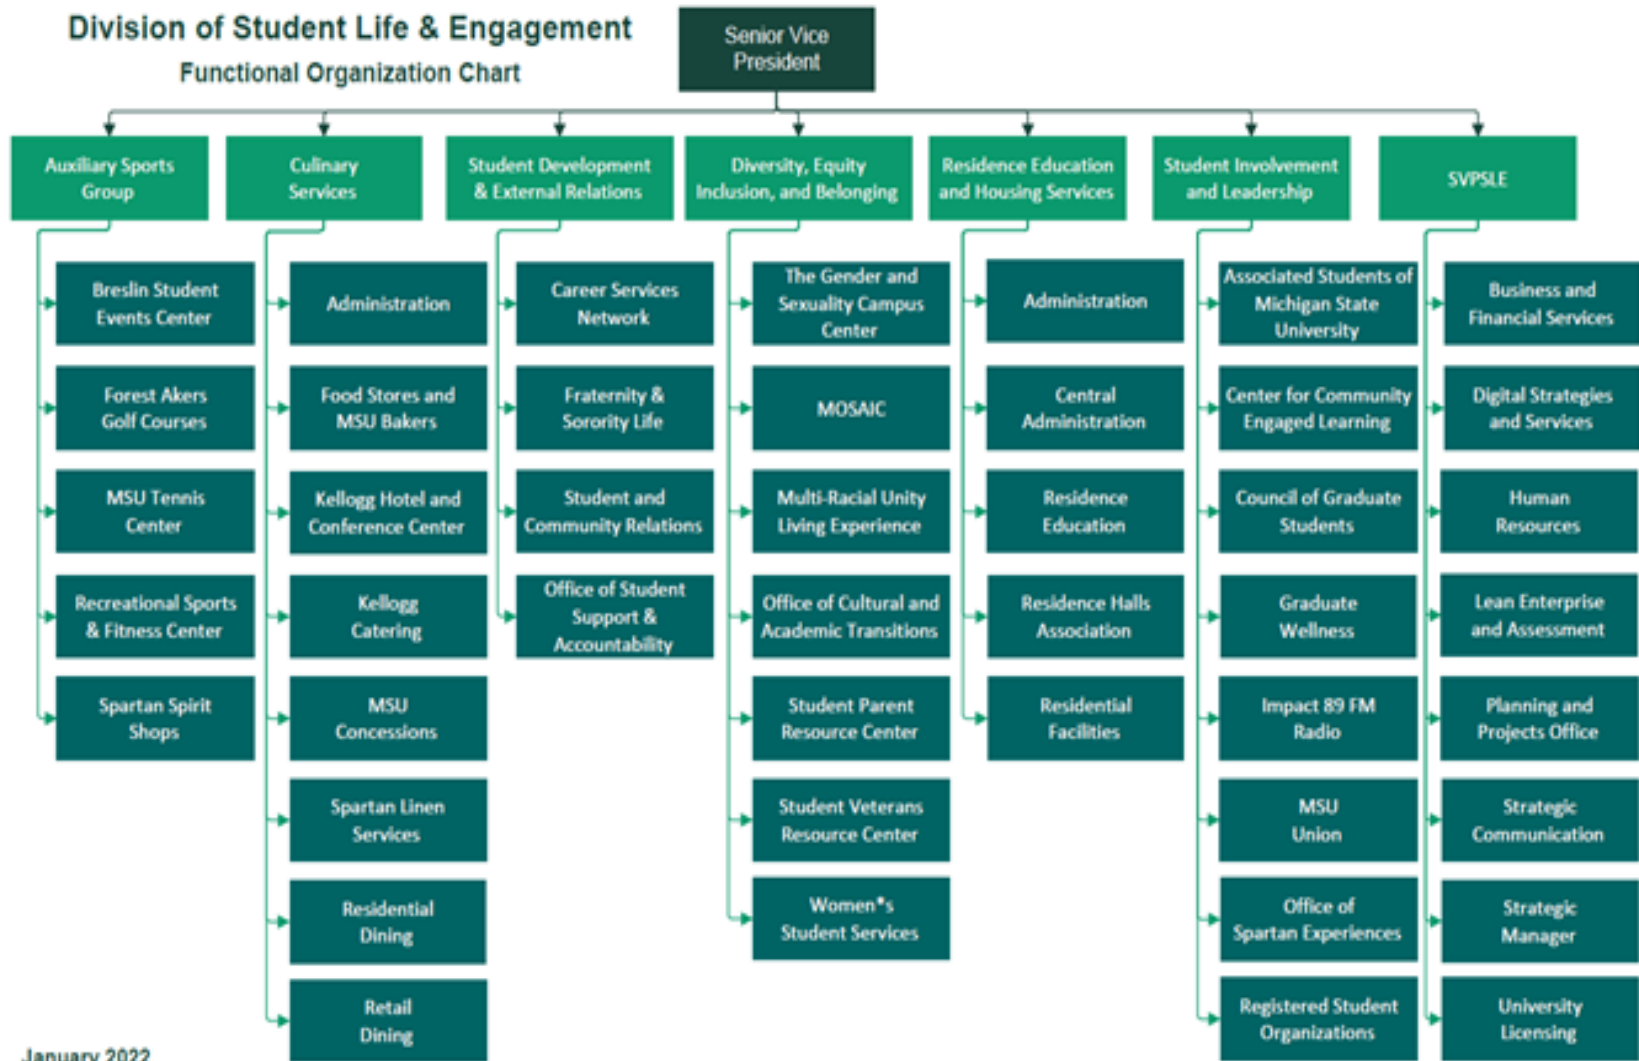 Division of Student Life & Engagement
Functional Organization Chart
Senior Vice
President
Auxiliary Sports
Group
Breslin Student
Events Center
Forest Akers
Golf Courses
MSU Tennis
Center
Recreational Sports
& Fitness Center
Spartan Spirit
Shops
Culinary
Services
Administration
Food Stores and
MSU Bakers
Kellogg Hotel and
Conference Center
Kellogg
Catering
MSU
Concessions
Spartan Linen
Services
Residential
Dining
Retail
Dining
Student Development
& External Relations
Career Services
Network
Fraternity &
Sorority Life
Student and
Community Relations
Office of Student
Support &
Accountability
Diversity, Equity
Inclusion, and Belonging
The Gender and
Sexuality Campus
Center
MOSAIC
Multi-Racial Unity
Living Experience
Office of Cultural and
Academic Transitions
Student Parent
Resource Center
Student Veterans
Resource Center
Women*s
Student Services
Residence Education
and Housing Services
Administration
Central
Administration
Residence
Education
Residence Halls
Association
Residential
Facilities
Student Involvement
and Leadership
Associated Students of
Michigan State
University
Center for Community
Engaged Learning
Council of Graduate
Students
Graduate
Wellness
Impact 89 FM
Radio
MSU
Union
Office of
Spartan Experiences
Registered Student
Organizations
SVPSLE
Business and
Financial Services
Digital Strategies
and Services
Human
Resources
Lean Enterprise
and Assessment
Planning and
Projects Office
Strategic
Communication
Strategic
Manager
University
Licensing
January 2022